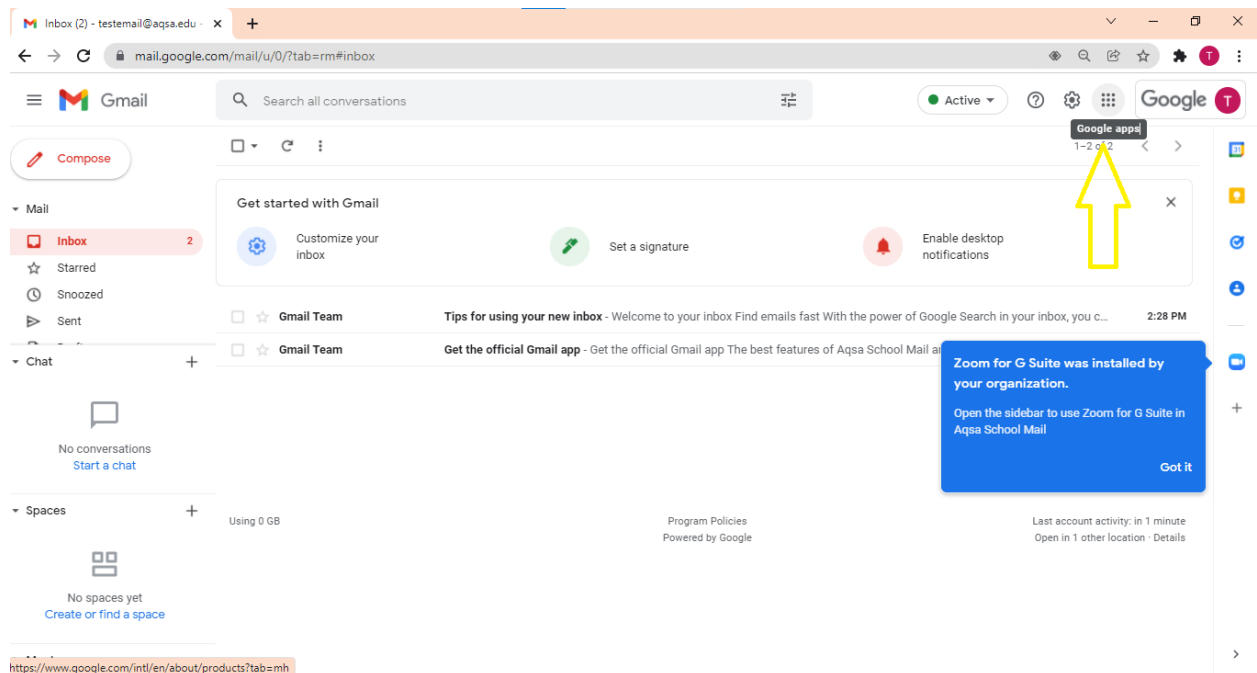 Inbox (2) - testemail@aqsa.edu -
mail.google.com/mail/u/0/?tab=rm#inbox
T
Gmail
Search all conversations
Active
Google
T
Google apps
Compose
1–2 of 2
31
Mail
Get started with Gmail
Inbox 2
Customize your
inbox
Set a signature
Enable desktop
notifications
Starred
Snoozed
Sent
Gmail Team Tips for using your new inbox - Welcome to your inbox Find emails fast With the power of Google Search in your inbox, you c... 2:28 PM
Gmail Team Get the official Gmail app - Get the official Gmail app The best features of Aqsa School Mail
Chat
Zoom for G Suite was installed by
your organization.
Open the sidebar to use Zoom for G Suite in
Aqsa School Mail
Got it
No conversations
Start a chat
Spaces
Using 0 GB
Program Policies
Powered by Google
Last account activity: in 1 minute
Open in 1 other location · Details
No spaces yet
Create or find a space
https://www.google.com/intl/en/about/products?tab=mh